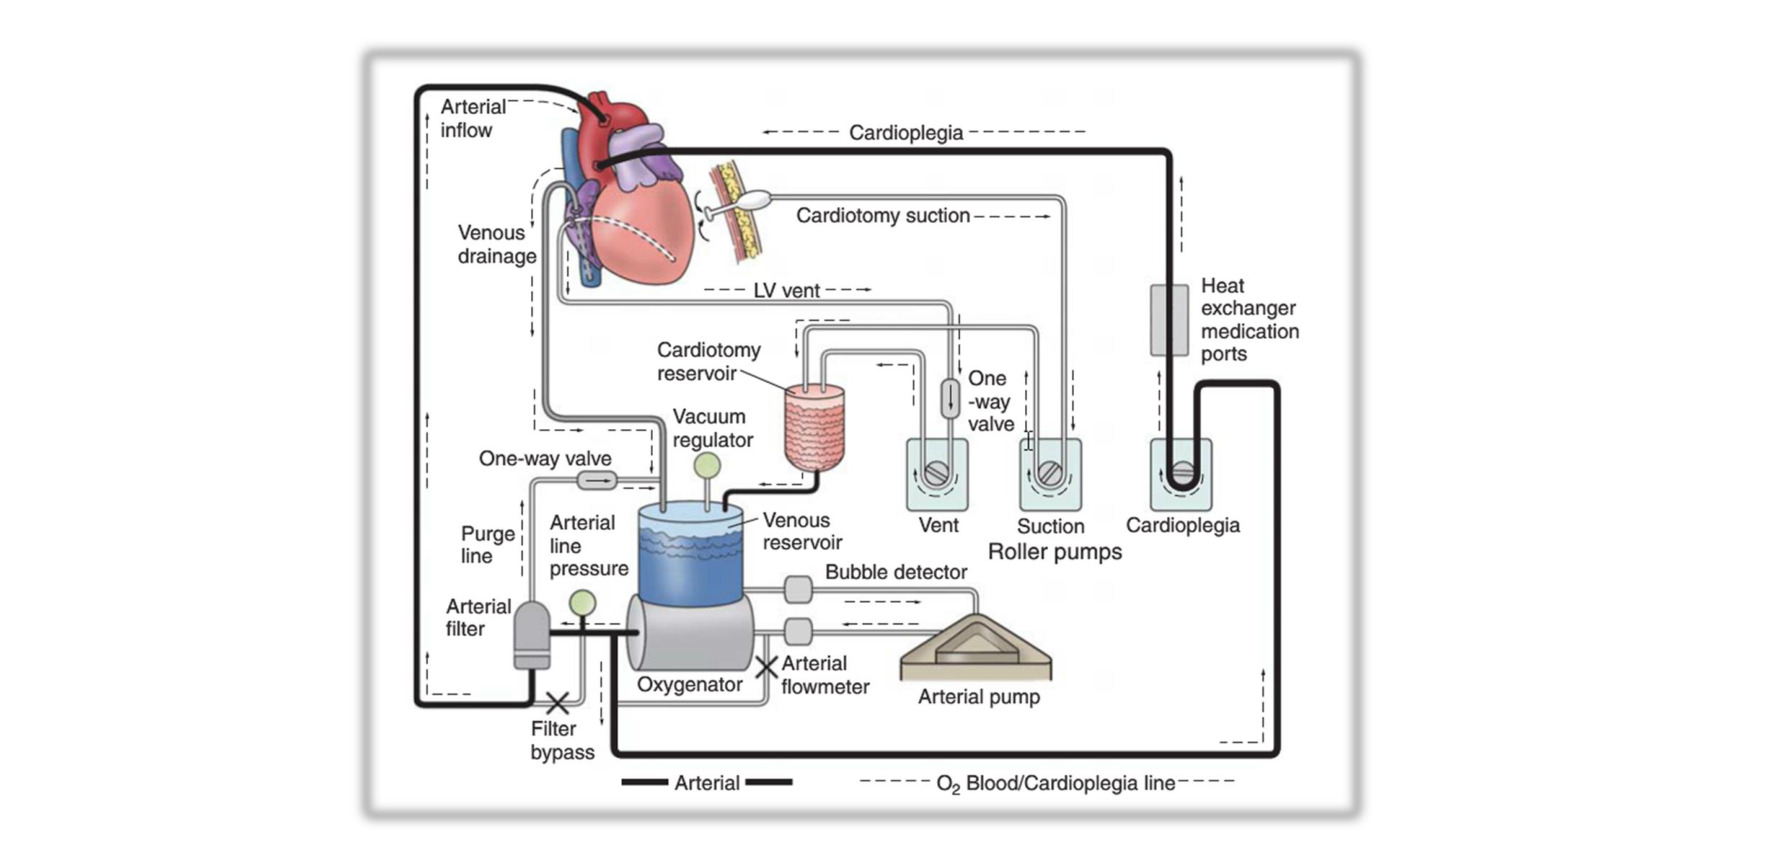 Arterial
inflow
Cardioplegia
Cardiotomy suction
Venous
drainage
LV vent
Heat
exchanger
medication
ports
Cardiotomy
reservoir
One
-way
valve
Vacuum
regulator
One-way valve
Purge
line
Arterial
line
pressure
Venous
reservoir
Vent
Suction
Cardioplegia
Roller pumps
Bubble detector
Arterial
filter
Oxygenator
Arterial
flowmeter
Arterial pump
Filter
bypass
Arterial
O2 Blood/Cardioplegia line